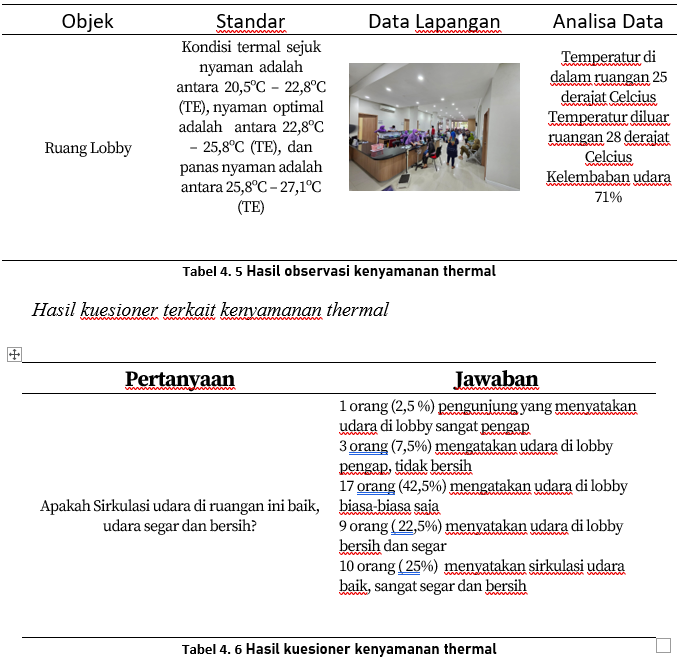 Objek Standar Data Lapangan Analisa Data
Ruang Lobby
Kondisi termal sejuk
nyaman adalah
antara 20,5°C – 22,8°C
(TE), nyaman optimal
adalah antara 22,8°C
– 25,8°C (TE), dan
panas nyaman adalah
antara 25,8°C – 27,1°C
(TE)
Temperatur di
dalam ruangan 25
derajat Celcius
Temperatur diluar
ruangan 28 derajat
Celcius
Kelembaban udara
71%
Tabel 4. 5 Hasil observasi kenyamanan thermal
Hasil kuesioner terkait kenyamanan thermal
Pertanyaan Jawaban
Apakah Sirkulasi udara di ruangan ini baik,
udara segar dan bersih?
1 orang (2,5 %) pengunjung yang menyatakan
udara di lobby sangat pengap
3 orang (7,5%) mengatakan udara di lobby
pengap, tidak bersih
17 orang (42,5%) mengatakan udara di lobby
biasa-biasa saja
9 orang ( 22,5%) menyatakan udara di lobby
bersih dan segar
10 orang ( 25%) menyatakan sirkulasi udara
baik, sangat segar dan bersih
Tabel 4. 6 Hasil kuesioner kenyamanan thermal